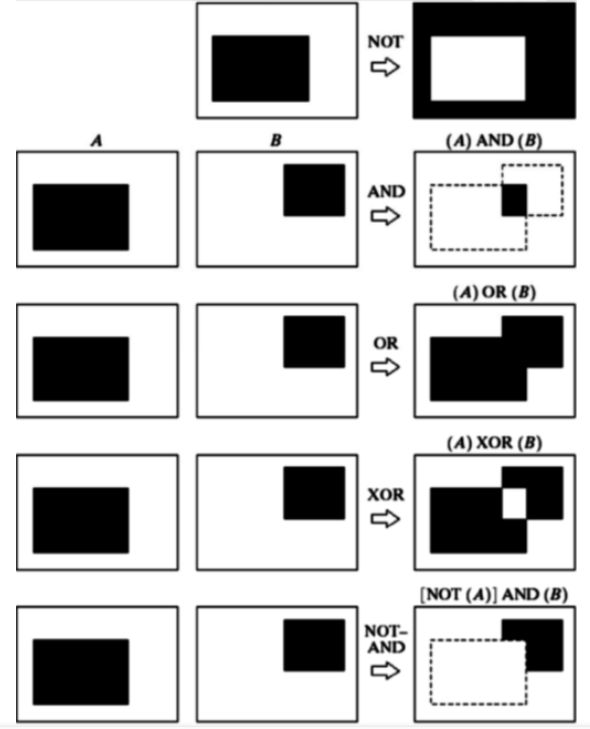 NOT
A
B
(A) AND (B)
AND
(A) OR (B)
OR
(A) XOR (B)
XOR
[NOT (A)] AND (B)
NOT–
AND